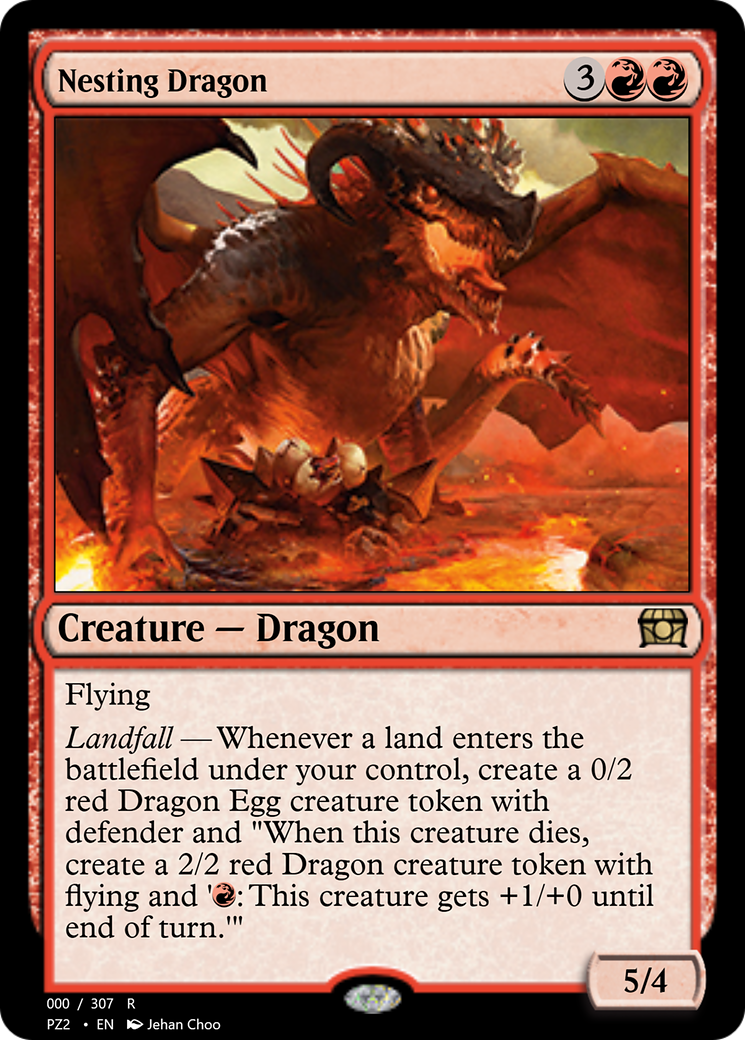 Nesting Dragon 3
Creature — Dragon
Flying
Landfall — Whenever a land enters the
battlefield under your control, create a 0/2
red Dragon Egg creature token with
defender and "When this creature dies,
create a 2/2 red Dragon creature token with
flying and ': This creature gets +1/+0 until
end of turn.'"
5/4
000 / 307 R
PZ2 • EN Jehan Choo